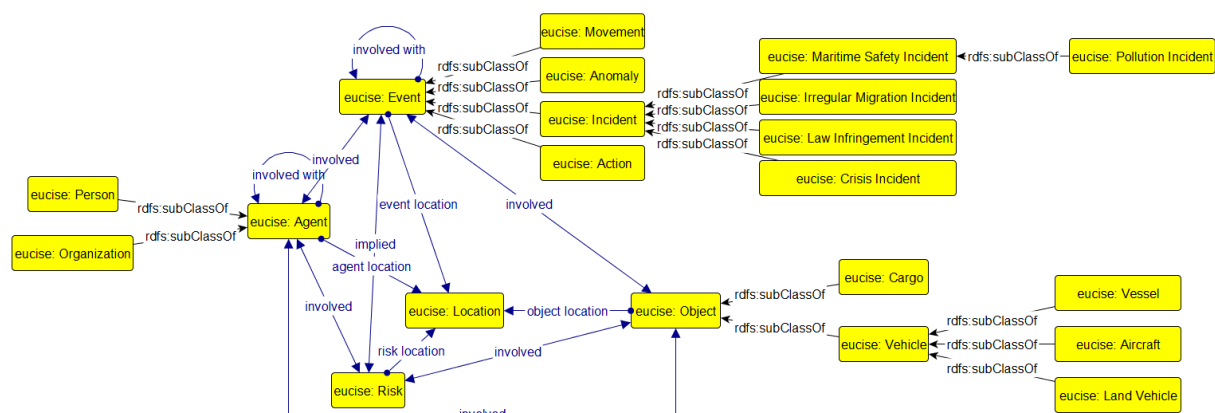 eucise: Movement
involved with
rdfs:subClassOf
eucise: Maritime Safety Incident
rdfs:subClassOf
eucise: Pollution Incident
eucise: Anomaly
rdfs:subClassOf
rdfs:subClassOf
eucise: Event
eucise: Irregular Migration Incident
rdfs:subClassOf
rdfs:subClassOf
eucise: Incident
rdfs:subClassOf
rdfs:subClassOf
eucise: Law Infringement Incident
rdfs:subClassOf
involved
eucise: Action
involved with
eucise: Crisis Incident
eucise: Person
rdfs:subClassOf
event location
involved
eucise: Agent
rdfs:subClassOf
implied
eucise: Organization
agent location
eucise: Cargo
rdfs:subClassOf
eucise: Vessel
involved
eucise: Location
object location
eucise: Object
rdfs:subClassOf
rdfs:subClassOf
eucise: Vehicle
rdfs:subClassOf
eucise: Aircraft
risk location
involved
rdfs:subClassOf
eucise: Risk
eucise: Land Vehicle
involved